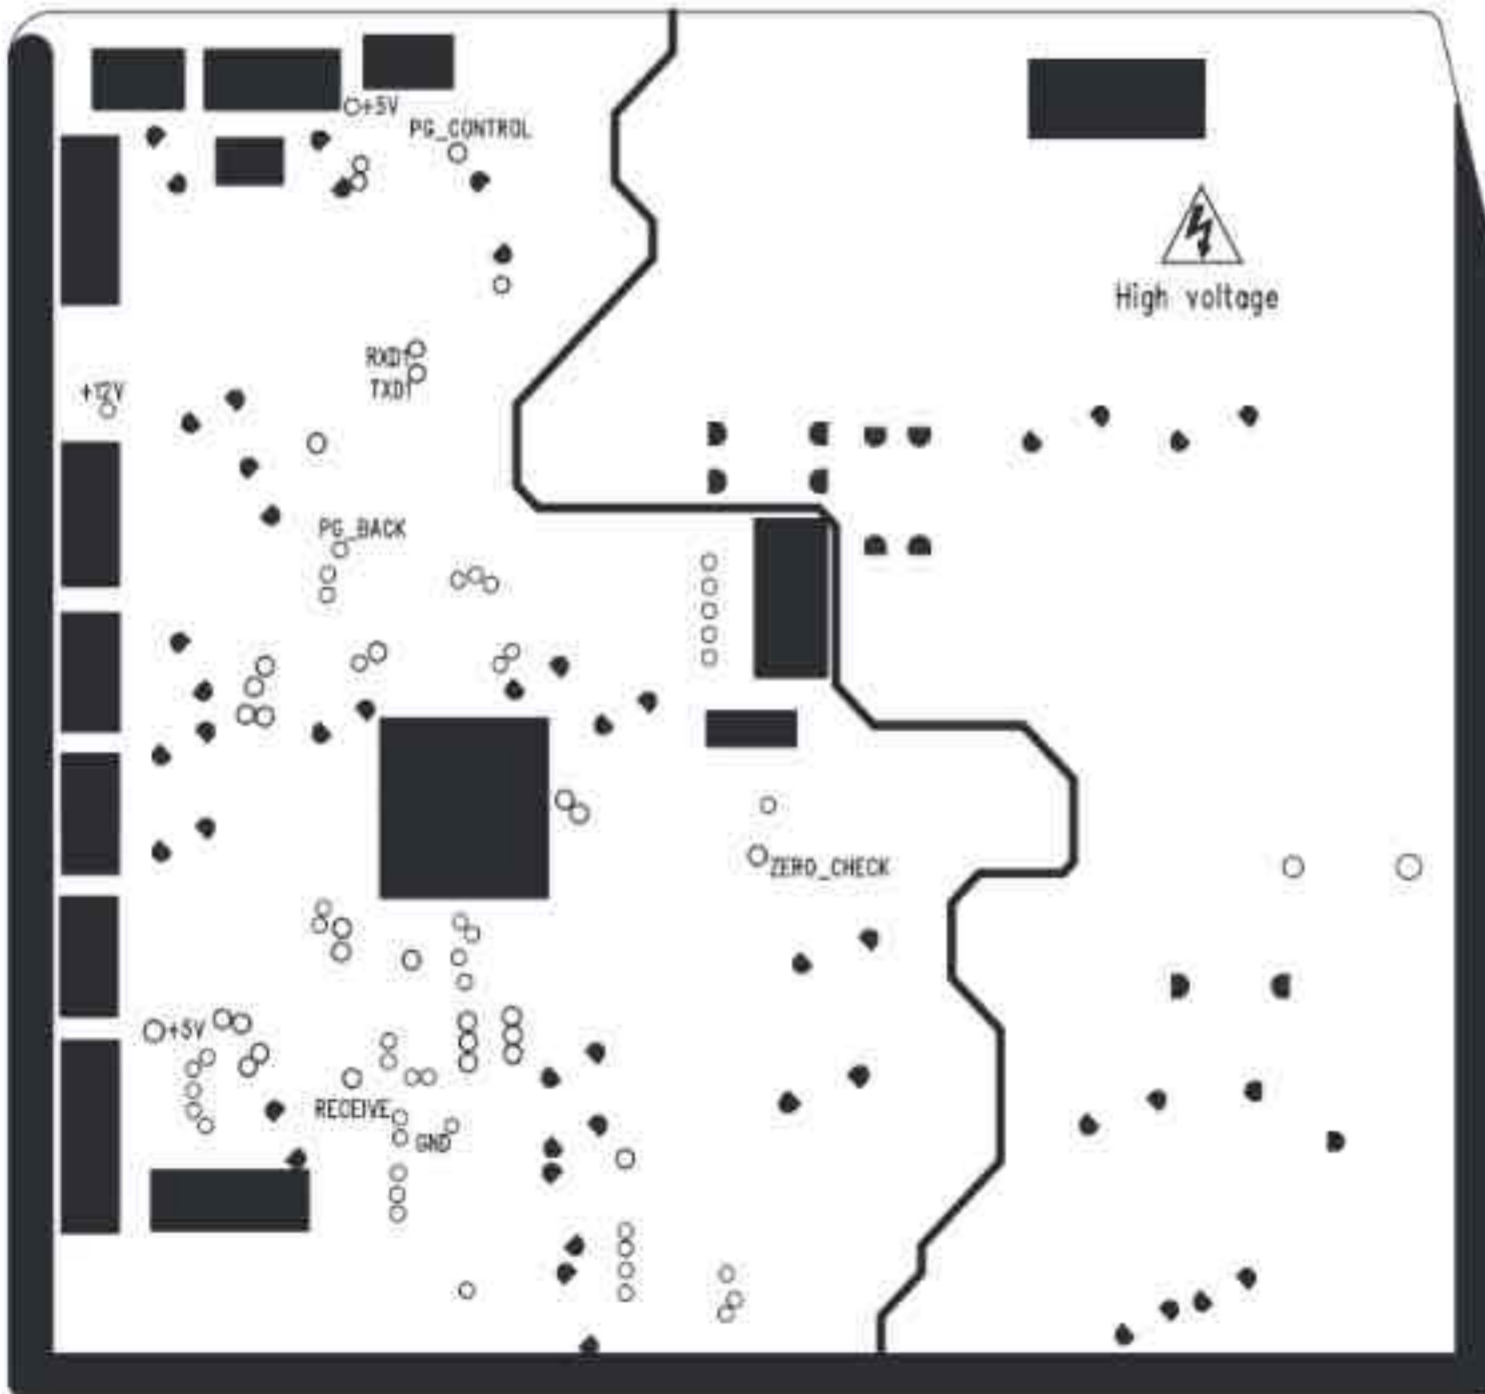 +5V
PG_CONTROL
High voltage
RXD1
TXD1
+12V
PG_BACK
ZERO_CHECK
+5V
RECEIVE
GND